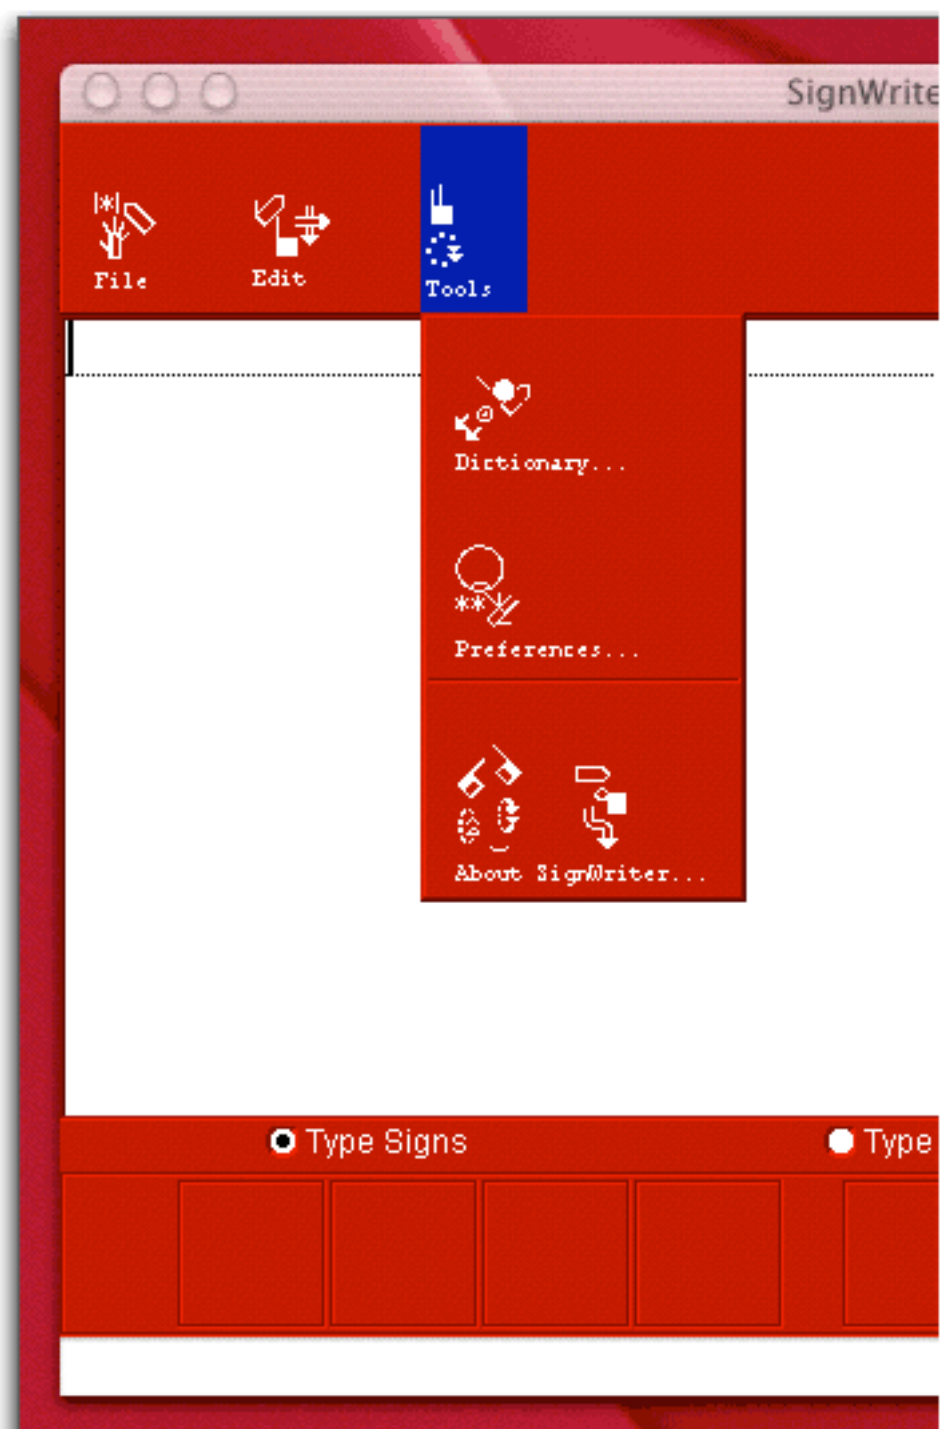 SignWrite
File Edit Tools
Dictionary...
Preferences...
About SignWriter...
Type Signs Type